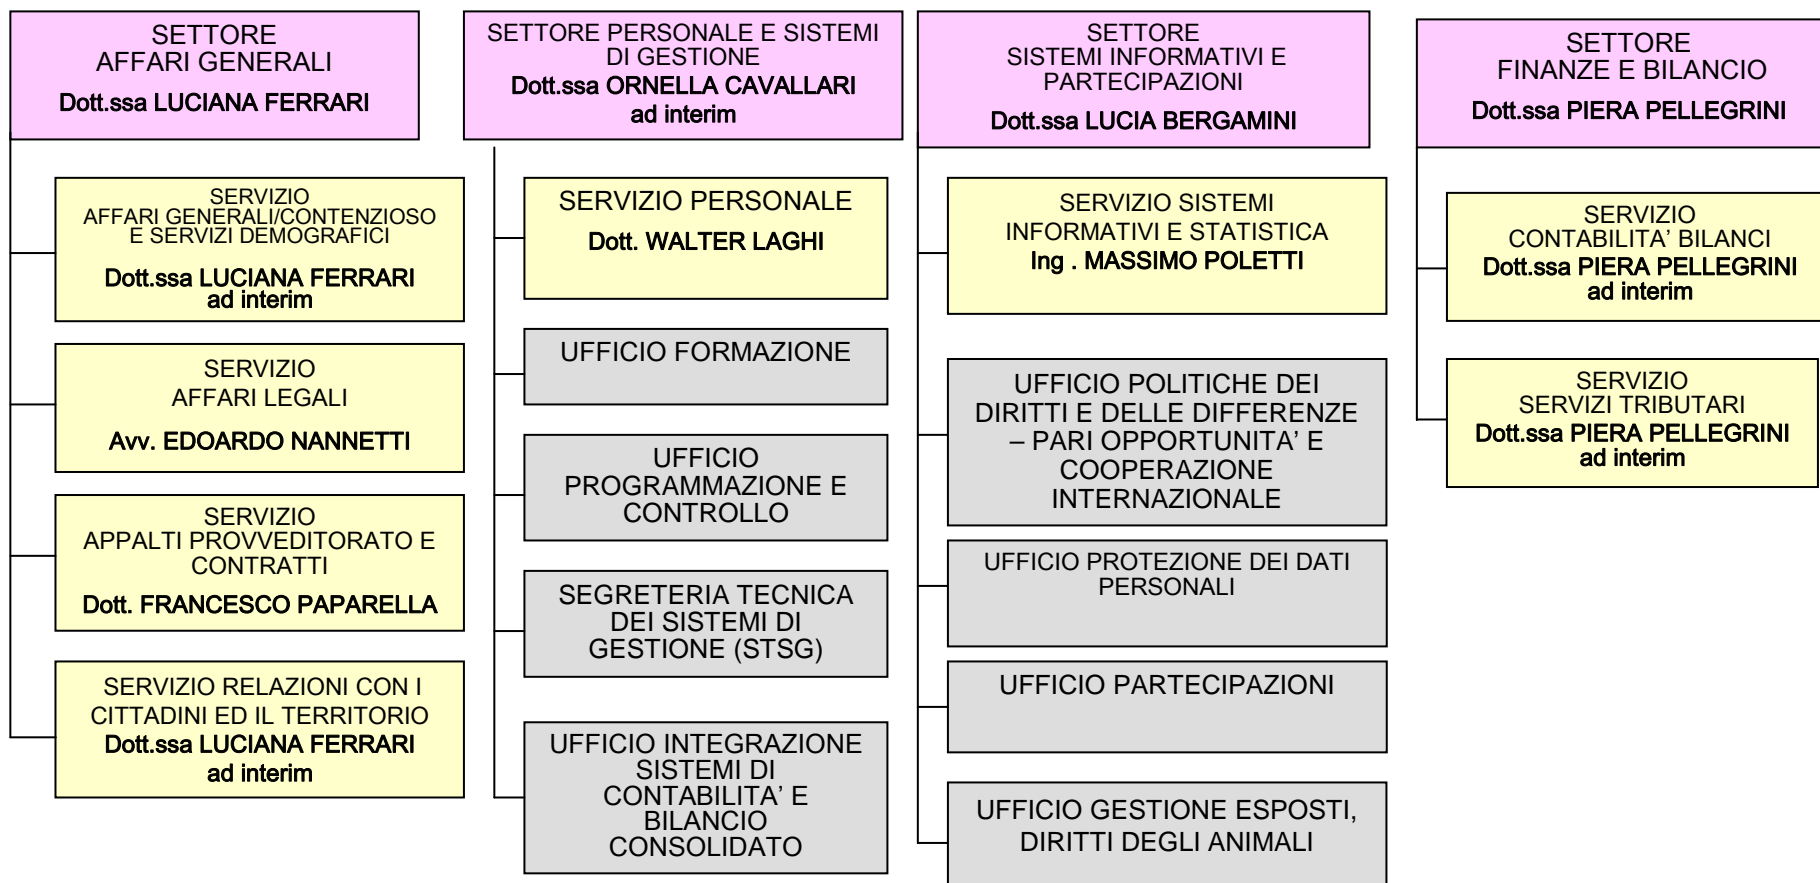 SETTORE
AFFARI GENERALI
Dott.ssa LUCIANA FERRARI
SERVIZIO
AFFARI GENERALI/CONTENZIOSO
E SERVIZI DEMOGRAFICI
Dott.ssa LUCIANA FERRARI
ad interim
SERVIZIO
AFFARI LEGALI
Avv. EDOARDO NANNETTI
SERVIZIO
APPALTI PROVVEDITORATO E
CONTRATTI
Dott. FRANCESCO PAPARELLA
SERVIZIO RELAZIONI CON I
CITTADINI ED IL TERRITORIO
Dott.ssa LUCIANA FERRARI
ad interim
SETTORE PERSONALE E SISTEMI
DI GESTIONE
Dott.ssa ORNELLA CAVALLARI
ad interim
SERVIZIO PERSONALE
Dott. WALTER LAGHI
UFFICIO FORMAZIONE
UFFICIO
PROGRAMMAZIONE E
CONTROLLO
SEGRETERIA TECNICA
DEI SISTEMI DI
GESTIONE (STSG)
UFFICIO INTEGRAZIONE
SISTEMI DI
CONTABILITA’ E
BILANCIO
CONSOLIDATO
SETTORE
SISTEMI INFORMATIVI E
PARTECIPAZIONI
Dott.ssa LUCIA BERGAMINI
SERVIZIO SISTEMI
INFORMATIVI E STATISTICA
Ing . MASSIMO POLETTI
UFFICIO POLITICHE DEI
DIRITTI E DELLE DIFFERENZE
– PARI OPPORTUNITA’ E
COOPERAZIONE
INTERNAZIONALE
UFFICIO PROTEZIONE DEI DATI
PERSONALI
UFFICIO PARTECIPAZIONI
UFFICIO GESTIONE ESPOSTI,
DIRITTI DEGLI ANIMALI
SETTORE
FINANZE E BILANCIO
Dott.ssa PIERA PELLEGRINI
SERVIZIO
CONTABILITA’ BILANCI
Dott.ssa PIERA PELLEGRINI
ad interim
SERVIZIO
SERVIZI TRIBUTARI
Dott.ssa PIERA PELLEGRINI
ad interim